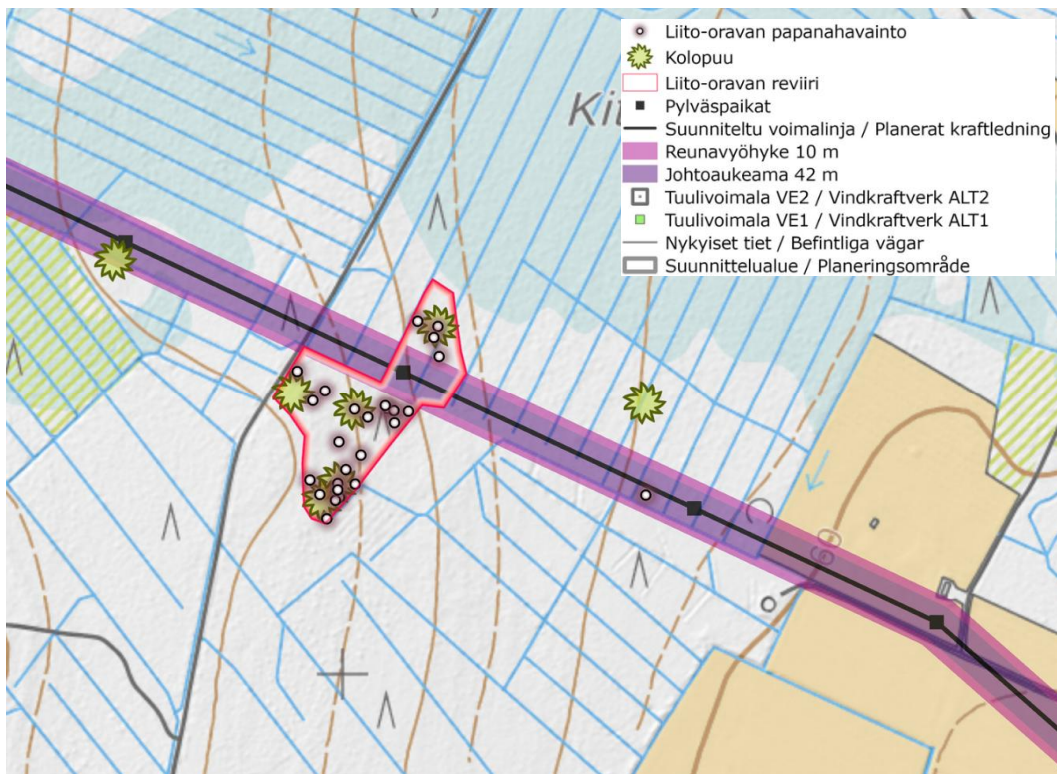 Liito-oravan papanahavainto
Kolopuu
Liito-oravan reviiri
Pylväspaikat
Suunniteltu voimalinja / Planerat kraftledning
Reunavyöhyke 10 m
Johtoaukeama 42 m
Tuulivoimala VE2 / Vindkraftverk ALT2
Tuulivoimala VE1 / Vindkraftverk ALT1
Nykyiset tiet / Befintliga vägar
Suunnittelualue / Planeringsområde